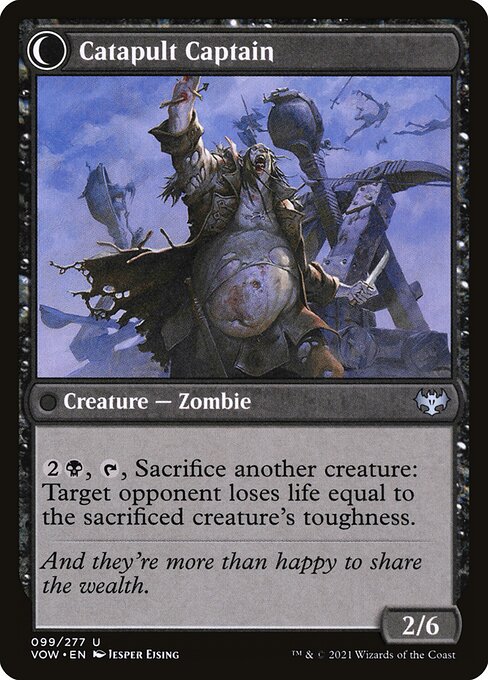 Catapult Captain
Creature — Zombie
2, , Sacrifice another creature:
Target opponent loses life equal to
the sacrificed creature's toughness.
And they're more than happy to share
the wealth.
2/6
099/277 U
VOW • EN Jesper Eising
™ & © 2021 Wizards of the Coast